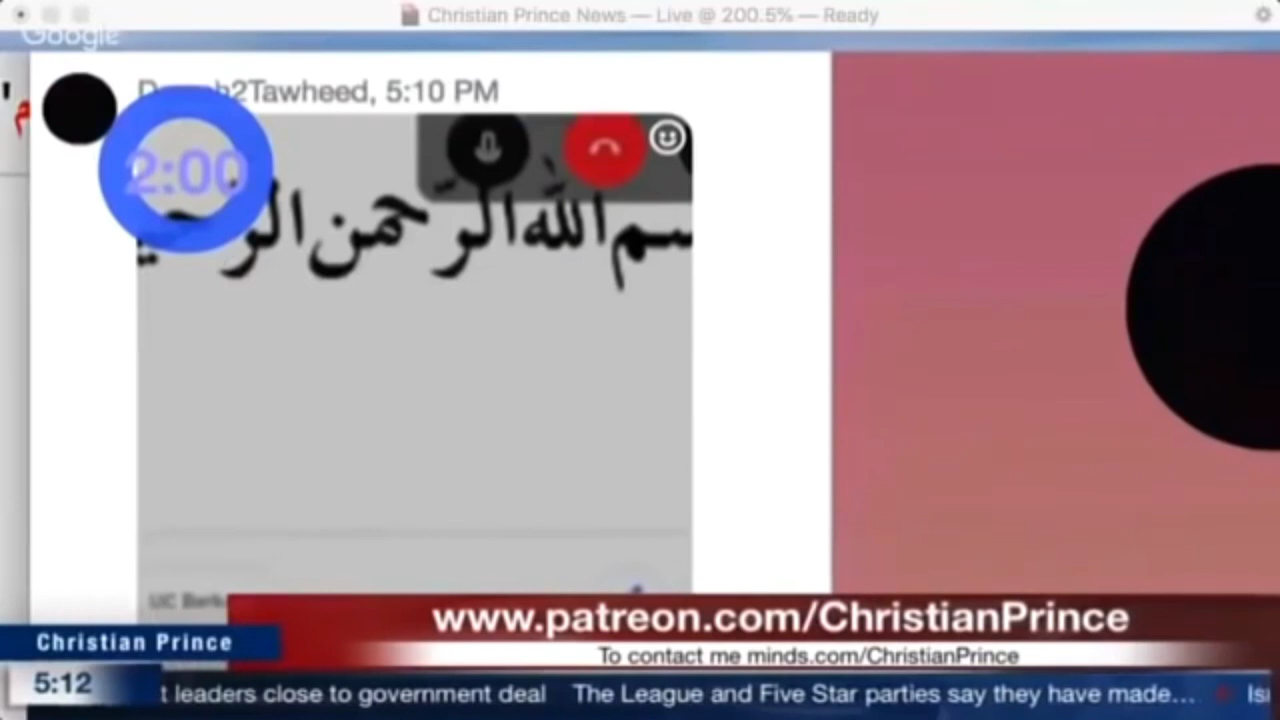 Christian Prince News — Live @ 200.5% — Ready
Google
2Tawheed, 5:10 PM
2:00
سم الله الرحمن
www.patreon.com/ChristianPrince
Christian Prince
To contact me minds.com/ChristianPrince
5:12
t leaders close to government deal The League and Five Star parties say they have made...